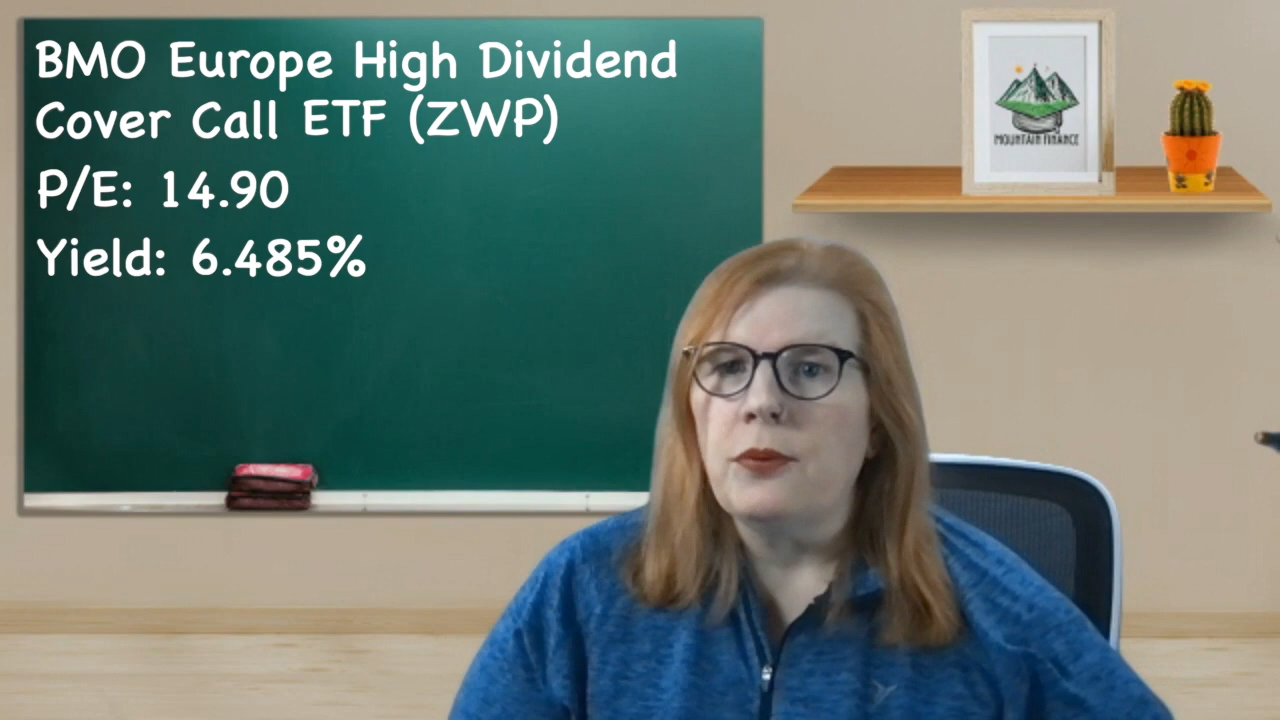 BMO Europe High Dividend
Cover Call ETF (ZWP)
P/E: 14.90
Yield: 6.485%
MOUNTAIN FINANCE